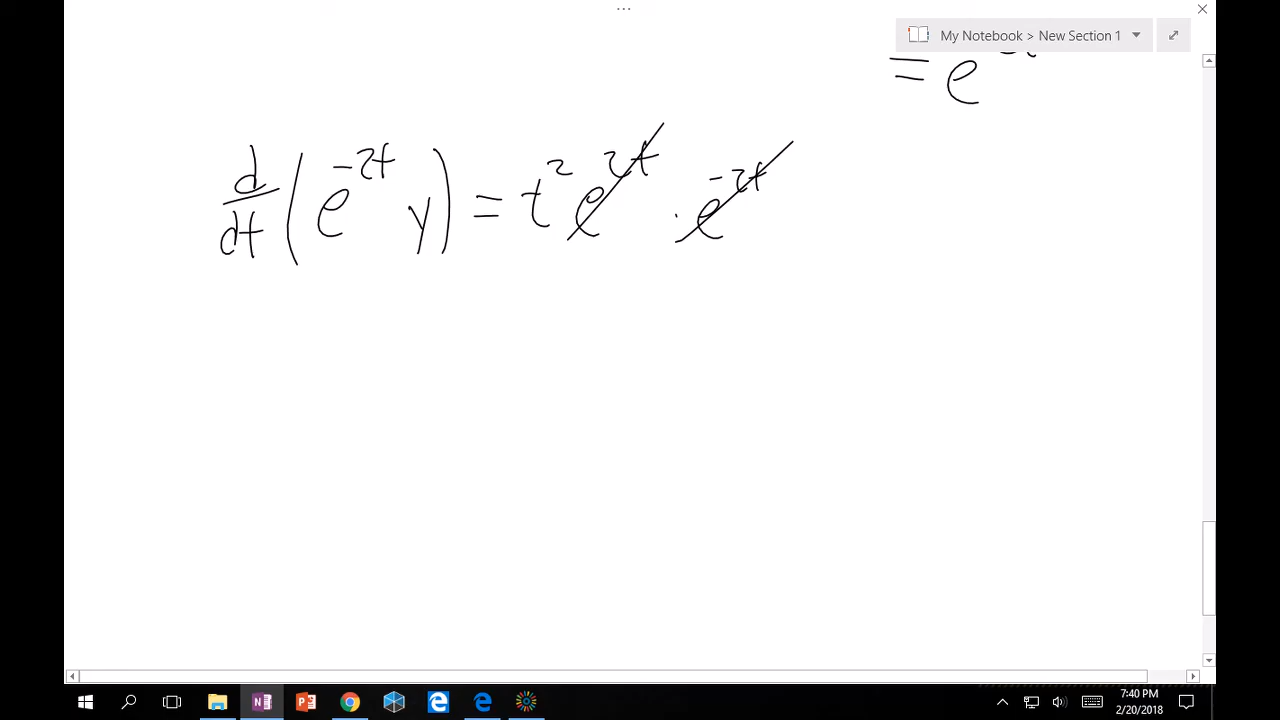 ...
My Notebook > New Section 1
= e
d/dt (e^-2t y) = t^2 e^2t · e^-2t
7:40 PM
2/20/2018